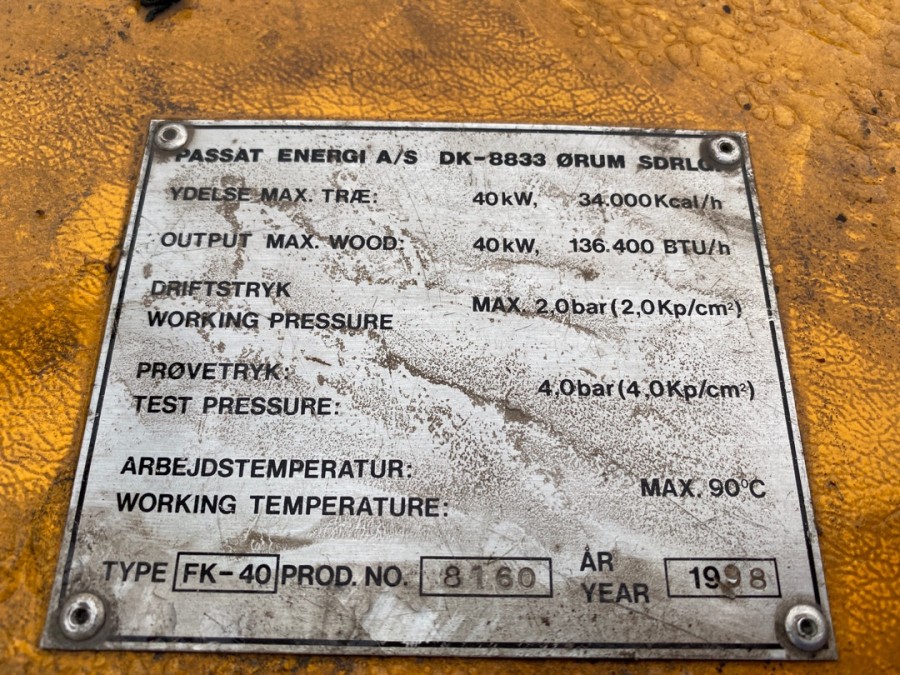 PASSAT ENERGI A/S DK-8833 ØRUM SDRLG.
YDELSE MAX. TRÆ: 40kW, 34.000Kcal/h
OUTPUT MAX. WOOD: 40kW, 136.400 BTU/h
DRIFTSTRYK
WORKING PRESSURE MAX. 2,0bar(2,0Kp/cm²)
PRØVETRYK:
TEST PRESSURE: 4,0bar(4,0Kp/cm²)
ARBEJDSTEMPERATUR:
WORKING TEMPERATURE: MAX. 90°C
TYPE FK-40 PROD. NO. 8160 ÅR
YEAR 1998